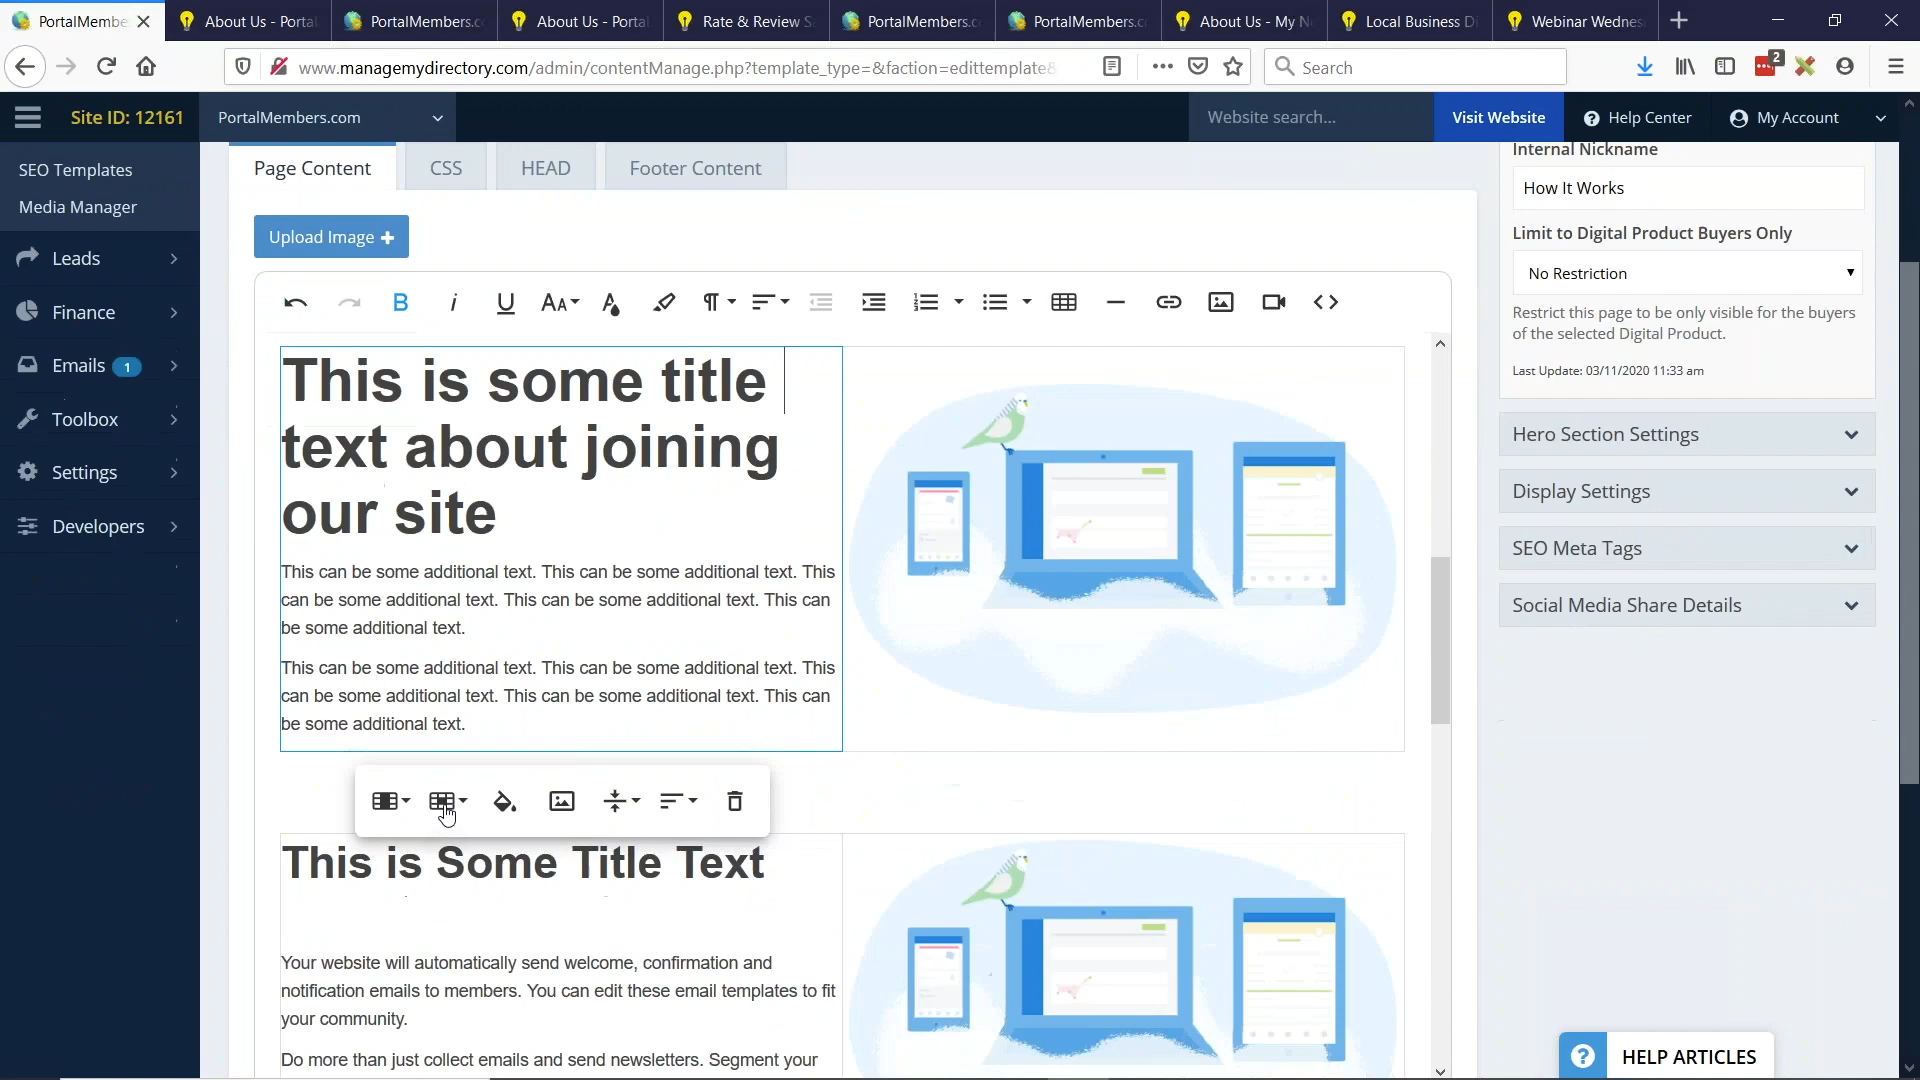 PortalMembe
About Us - Portal
PortalMembers.c
About Us - Portal
Rate & Review S
PortalMembers.c
PortalMembers.c
About Us - My N
Local Business Di
Webinar Wednes
www.managemydirectory.com/admin/contentManage.php?template_type=&faction=edittemplate&
Search
2
Site ID: 12161
PortalMembers.com
Website search...
Visit Website
Help Center
My Account
SEO Templates
Media Manager
Leads
Finance
Emails 1
Toolbox
Settings
Developers
Page Content
CSS
HEAD
Footer Content
Upload Image
This is some title
text about joining
our site
This can be some additional text. This can be some additional text. This
can be some additional text. This can be some additional text. This can
be some additional text.
This can be some additional text. This can be some additional text. This
can be some additional text. This can be some additional text. This can
be some additional text.
This is Some Title Text
Your website will automatically send welcome, confirmation and
notification emails to members. You can edit these email templates to fit
your community.
Do more than just collect emails and send newsletters. Segment your
Internal Nickname
How It Works
Limit to Digital Product Buyers Only
No Restriction
Restrict this page to be only visible for the buyers
of the selected Digital Product.
Last Update: 03/11/2020 11:33 am
Hero Section Settings
Display Settings
SEO Meta Tags
Social Media Share Details
HELP ARTICLES